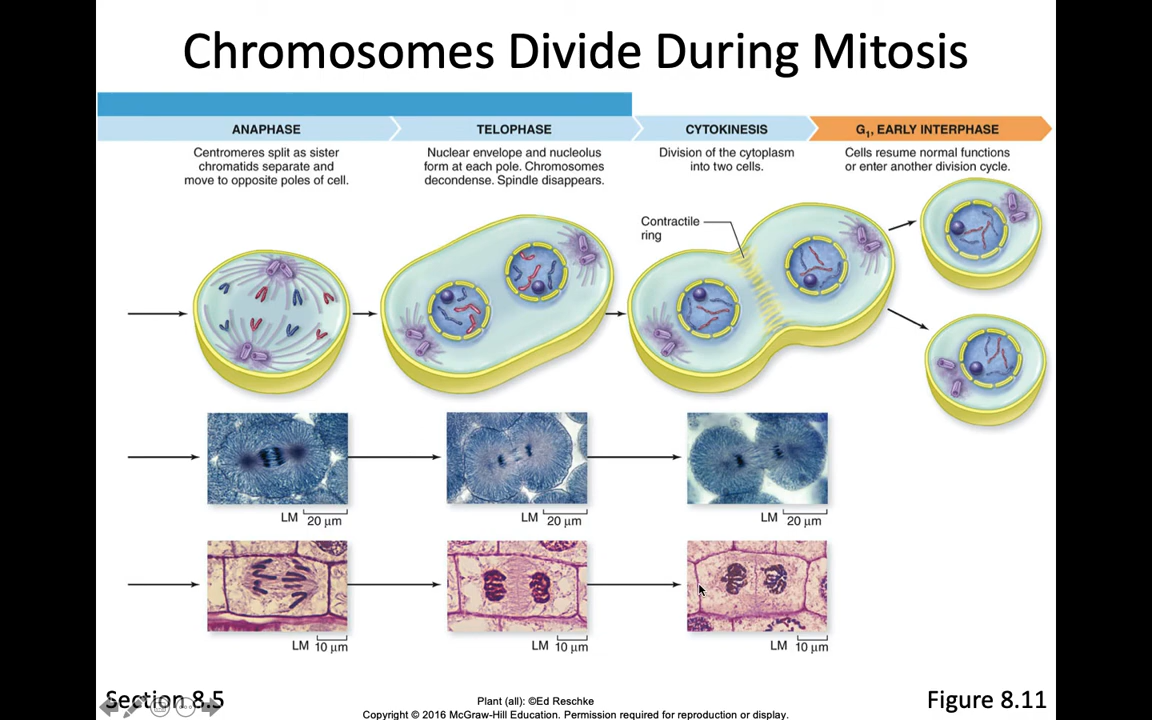 Chromosomes Divide During Mitosis
ANAPHASE
TELOPHASE
CYTOKINESIS
G₁, EARLY INTERPHASE
Centromeres split as sister
chromatids separate and
move to opposite poles of cell.
Nuclear envelope and nucleolus
form at each pole. Chromosomes
decondense. Spindle disappears.
Division of the cytoplasm
into two cells.
Cells resume normal functions
or enter another division cycle.
Contractile
ring
LM 20 µm
LM 20 µm
LM 20 µm
LM 10 µm
LM 10 µm
LM 10 µm
Section 8.5
Plant (all): ©Ed Reschke
Copyright © 2016 McGraw-Hill Education. Permission required for reproduction or display.
Figure 8.11